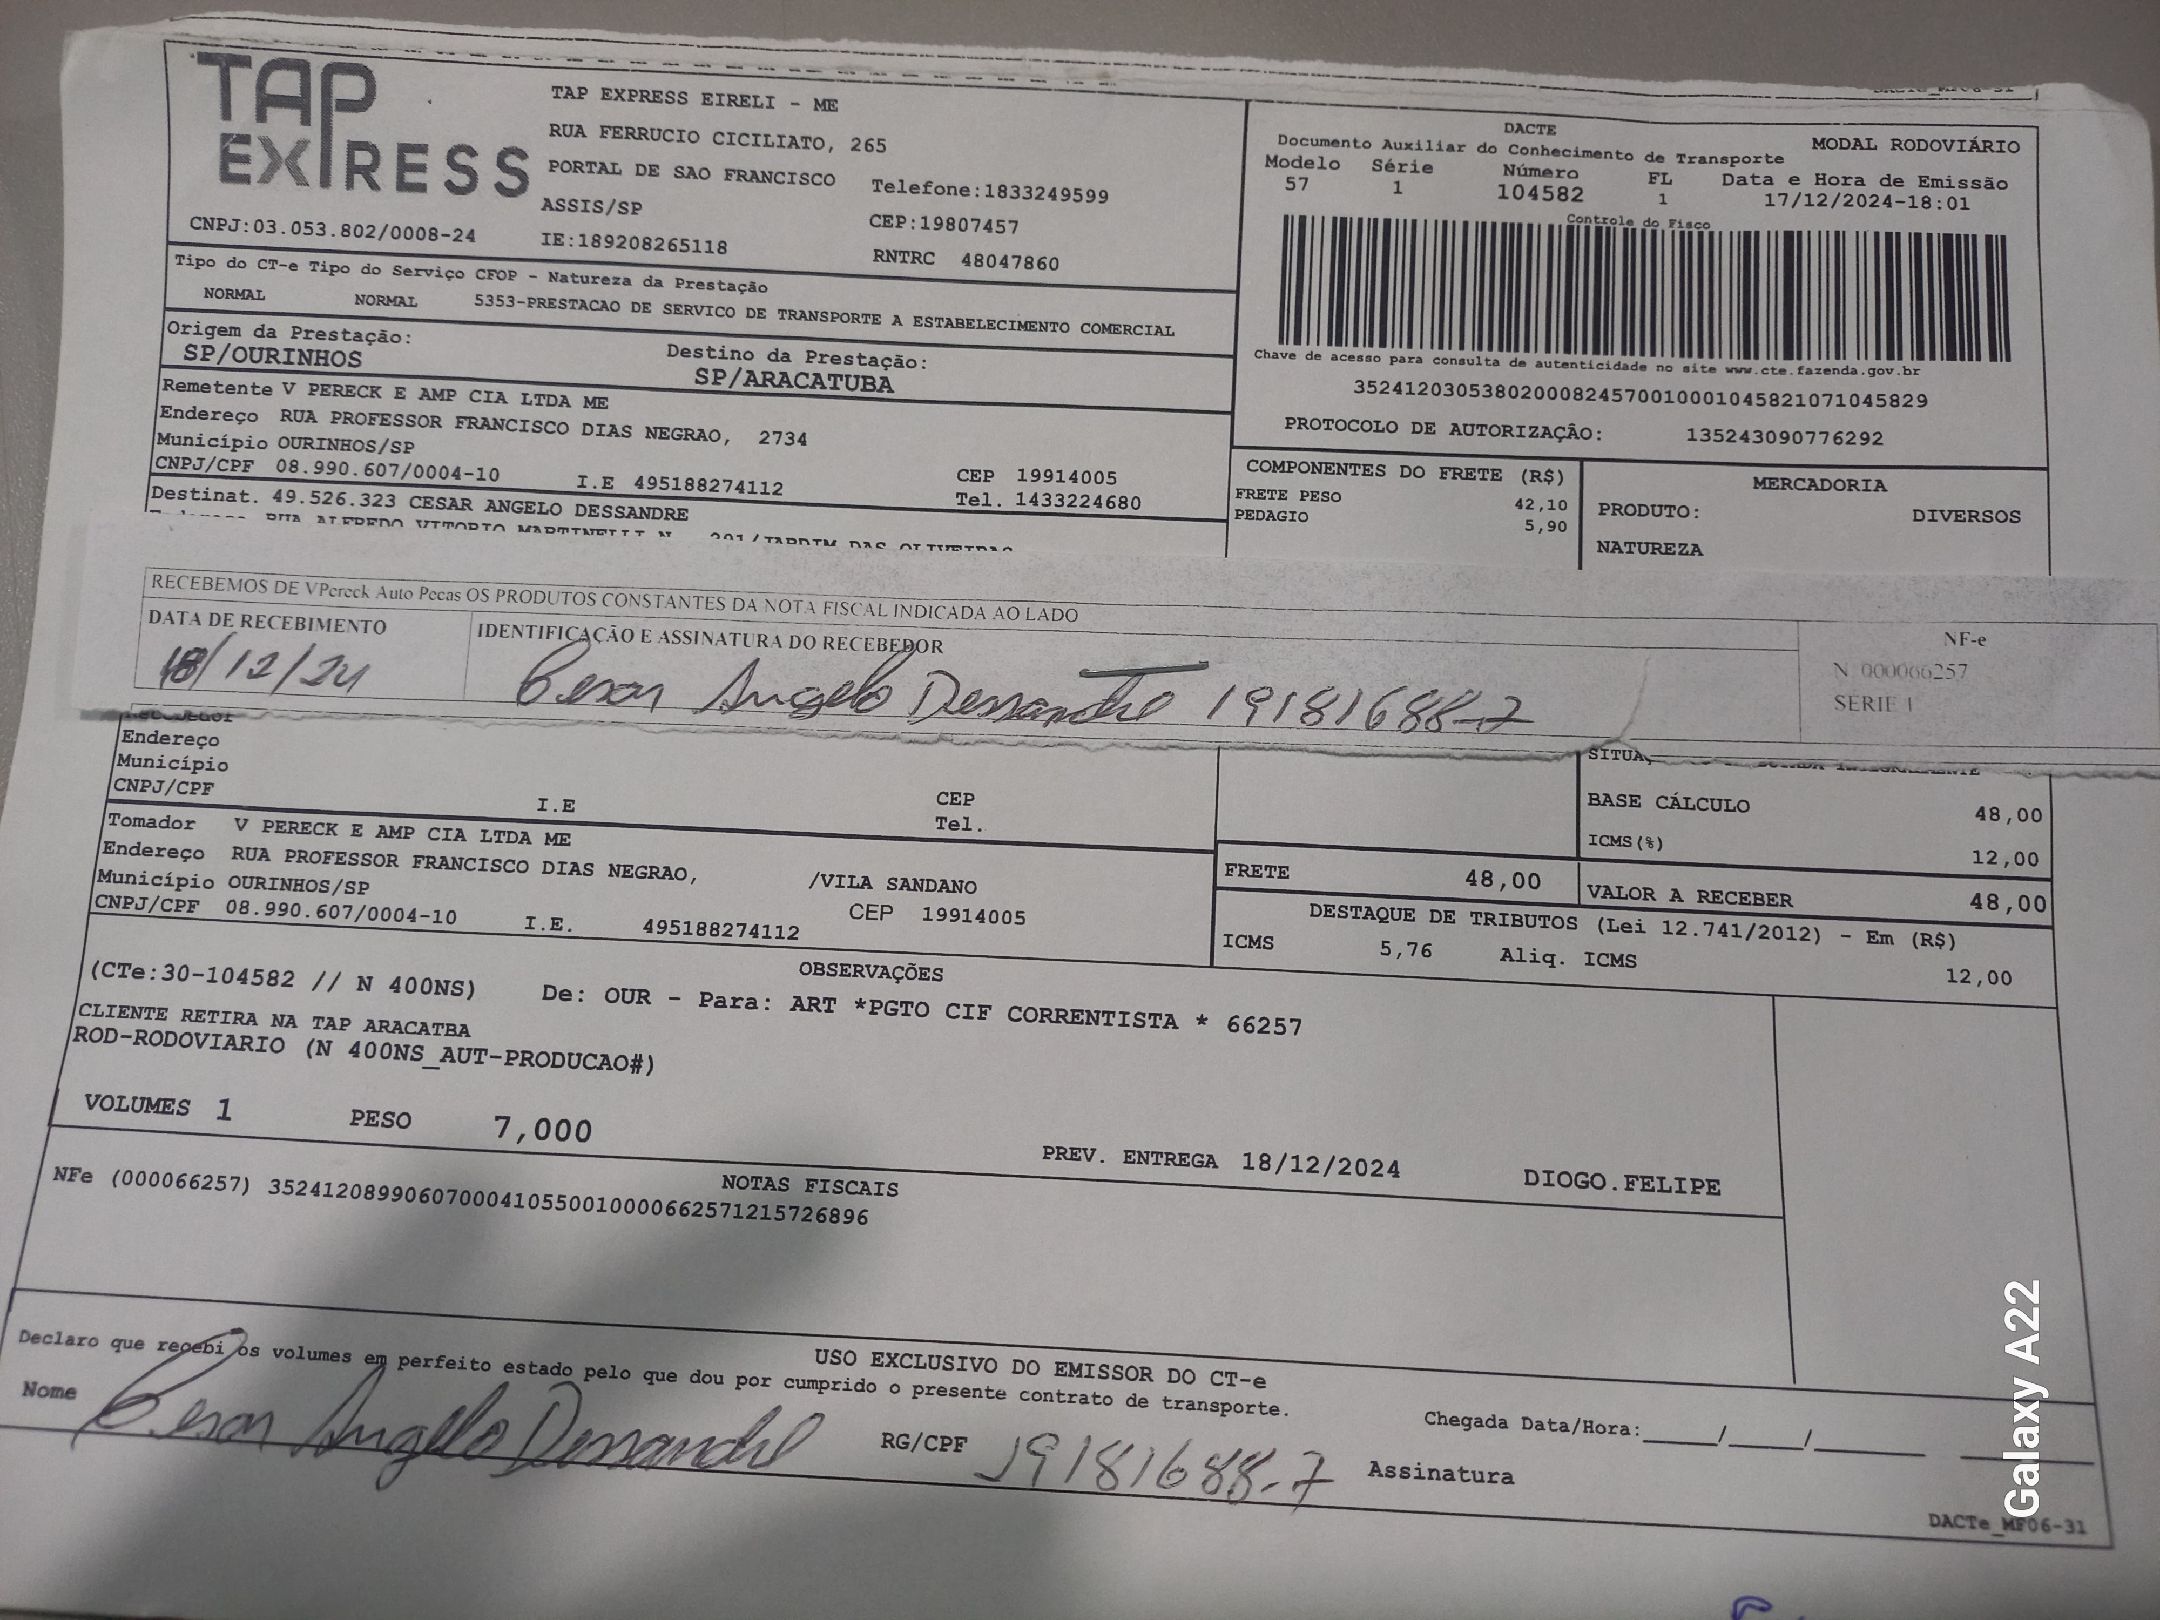 TAP EXPRESS
TAP EXPRESS EIRELI - ME
RUA FERRUCIO CICILIATO, 265
PORTAL DE SAO FRANCISCO Telefone:1833249599
ASSIS/SP CEP:19807457
CNPJ:03.053.802/0008-24 IE:189208265118 RNTRC 48047860
DACTE
Documento Auxiliar do Conhecimento de Transporte MODAL RODOVIÁRIO
Modelo Série Número FL Data e Hora de Emissão
57 1 104582 1 17/12/2024-18:01
Controle do Fisco
Chave de acesso para consulta de autenticidade no site www.cte.fazenda.gov.br
35241203053802000824570010001045821071045829
PROTOCOLO DE AUTORIZAÇÃO: 135243090776292
Tipo do CT-e Tipo do Serviço CFOP - Natureza da Prestação
NORMAL NORMAL 5353-PRESTACAO DE SERVICO DE TRANSPORTE A ESTABELECIMENTO COMERCIAL
Origem da Prestação: Destino da Prestação:
SP/OURINHOS SP/ARACATUBA
Remetente V PERECK E AMP CIA LTDA ME
Endereço RUA PROFESSOR FRANCISCO DIAS NEGRAO, 2734
Município OURINHOS/SP CEP 19914005
CNPJ/CPF 08.990.607/0004-10 I.E 495188274112 Tel. 1433224680
Destinat. 49.526.323 CESAR ANGELO DESSANDRE
Endereço RUA ALFREDO VITORIO MARTINELLI N 201/JARDIM DAS OLIVEIRAS
COMPONENTES DO FRETE (R$) MERCADORIA
FRETE PESO 42,10 PRODUTO: DIVERSOS
PEDAGIO 5,90 NATUREZA
RECEBEMOS DE VPereck Auto Pecas OS PRODUTOS CONSTANTES DA NOTA FISCAL INDICADA AO LADO
DATA DE RECEBIMENTO IDENTIFICAÇÃO E ASSINATURA DO RECEBEDOR NF-e
18/12/24 Cesar Angelo Dessandre 19181688-7 N 000066257
SÉRIE 1
Recebedor
Endereço
Município CEP
CNPJ/CPF I.E Tel.
BASE CÁLCULO 48,00
ICMS(%) 12,00
Tomador V PERECK E AMP CIA LTDA ME
Endereço RUA PROFESSOR FRANCISCO DIAS NEGRAO, /VILA SANDANO
Município OURINHOS/SP CEP 19914005
CNPJ/CPF 08.990.607/0004-10 I.E. 495188274112
FRETE 48,00 VALOR A RECEBER 48,00
DESTAQUE DE TRIBUTOS (Lei 12.741/2012) - Em (R$)
ICMS 5,76 Aliq. ICMS 12,00
OBSERVAÇÕES
(CTe:30-104582 // N 400NS) De: OUR - Para: ART *PGTO CIF CORRENTISTA * 66257
CLIENTE RETIRA NA TAP ARACATBA
ROD-RODOVIARIO (N 400NS_AUT-PRODUCAO#)
VOLUMES 1 PESO 7,000 PREV. ENTREGA 18/12/2024 DIOGO.FELIPE
NOTAS FISCAIS
NFe (000066257) 35241208990607000410550010000662571215726896
USO EXCLUSIVO DO EMISSOR DO CT-e
Declaro que recebi os volumes em perfeito estado pelo que dou por cumprido o presente contrato de transporte.
Nome Cesar Angelo Dessandre RG/CPF 19181688-7 Assinatura
Chegada Data/Hora:_____/_____/________
DACTe_MF06-31
Galaxy A22